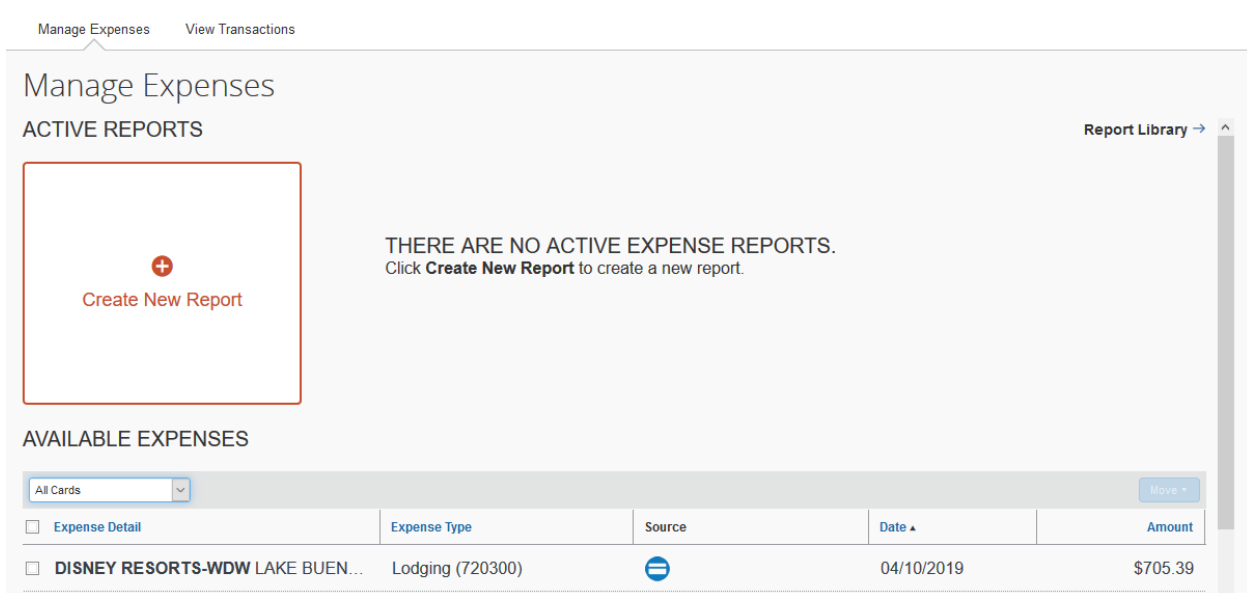 Manage Expenses View Transactions
Manage Expenses
ACTIVE REPORTS
Report Library →
THERE ARE NO ACTIVE EXPENSE REPORTS.
Click Create New Report to create a new report.
Create New Report
AVAILABLE EXPENSES
All Cards
Move
Expense Detail Expense Type Source Date Amount
DISNEY RESORTS-WDW LAKE BUEN... Lodging (720300) 04/10/2019 $705.39